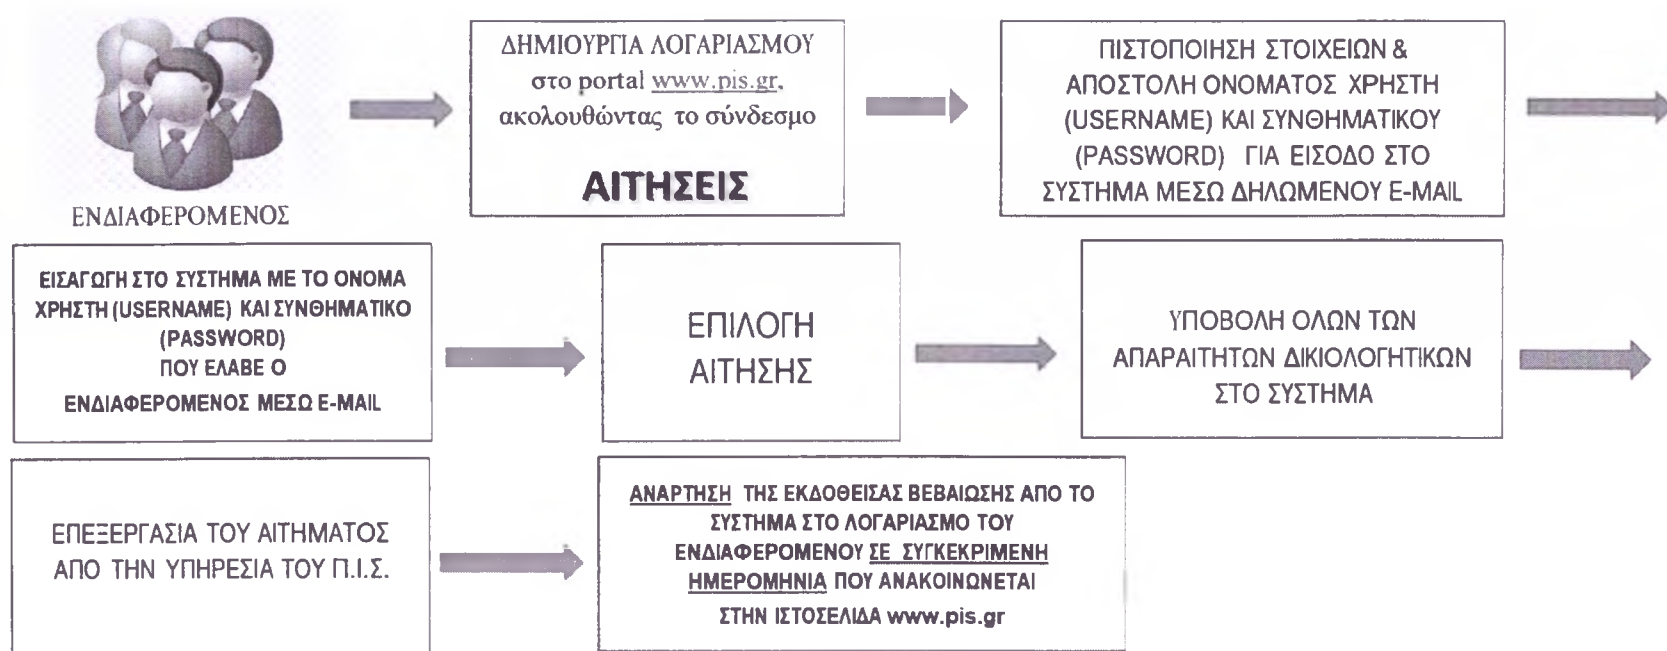 ΕΝΔΙΑΦΕΡΟΜΕΝΟΣ
ΔΗΜΙΟΥΡΓΙΑ ΛΟΓΑΡΙΑΣΜΟΥ
στο portal www.pis.gr,
ακολουθώντας το σύνδεσμο
ΑΙΤΗΣΕΙΣ
ΠΙΣΤΟΠΟΙΗΣΗ ΣΤΟΙΧΕΙΩΝ &
ΑΠΟΣΤΟΛΗ ΟΝΟΜΑΤΟΣ ΧΡΗΣΤΗ
(USERNAME) ΚΑΙ ΣΥΝΘΗΜΑΤΙΚΟΥ
(PASSWORD) ΓΙΑ ΕΙΣΟΔΟ ΣΤΟ
ΣΥΣΤΗΜΑ ΜΕΣΩ ΔΗΛΩΜΕΝΟΥ E-MAIL
ΕΙΣΑΓΩΓΗ ΣΤΟ ΣΥΣΤΗΜΑ ΜΕ ΤΟ ΟΝΟΜΑ
ΧΡΗΣΤΗ (USERNAME) ΚΑΙ ΣΥΝΘΗΜΑΤΙΚΟ
(PASSWORD)
ΠΟΥ ΕΛΑΒΕ Ο
ΕΝΔΙΑΦΕΡΟΜΕΝΟΣ ΜΕΣΩ E-MAIL
ΕΠΙΛΟΓΗ
ΑΙΤΗΣΗΣ
ΥΠΟΒΟΛΗ ΟΛΩΝ ΤΩΝ
ΑΠΑΡΑΙΤΗΤΩΝ ΔΙΚΙΟΛΟΓΗΤΙΚΩΝ
ΣΤΟ ΣΥΣΤΗΜΑ
ΕΠΕΞΕΡΓΑΣΙΑ ΤΟΥ ΑΙΤΗΜΑΤΟΣ
ΑΠΟ ΤΗΝ ΥΠΗΡΕΣΙΑ ΤΟΥ Π.Ι.Σ.
ΑΝΑΡΤΗΣΗ ΤΗΣ ΕΚΔΟΘΕΙΣΑΣ ΒΕΒΑΙΩΣΗΣ ΑΠΟ ΤΟ
ΣΥΣΤΗΜΑ ΣΤΟ ΛΟΓΑΡΙΑΣΜΟ ΤΟΥ
ΕΝΔΙΑΦΕΡΟΜΕΝΟΥ ΣΕ ΣΥΓΚΕΚΡΙΜΕΝΗ
ΗΜΕΡΟΜΗΝΙΑ ΠΟΥ ΑΝΑΚΟΙΝΩΝΕΤΑΙ
ΣΤΗΝ ΙΣΤΟΣΕΛΙΔΑ www.pis.gr